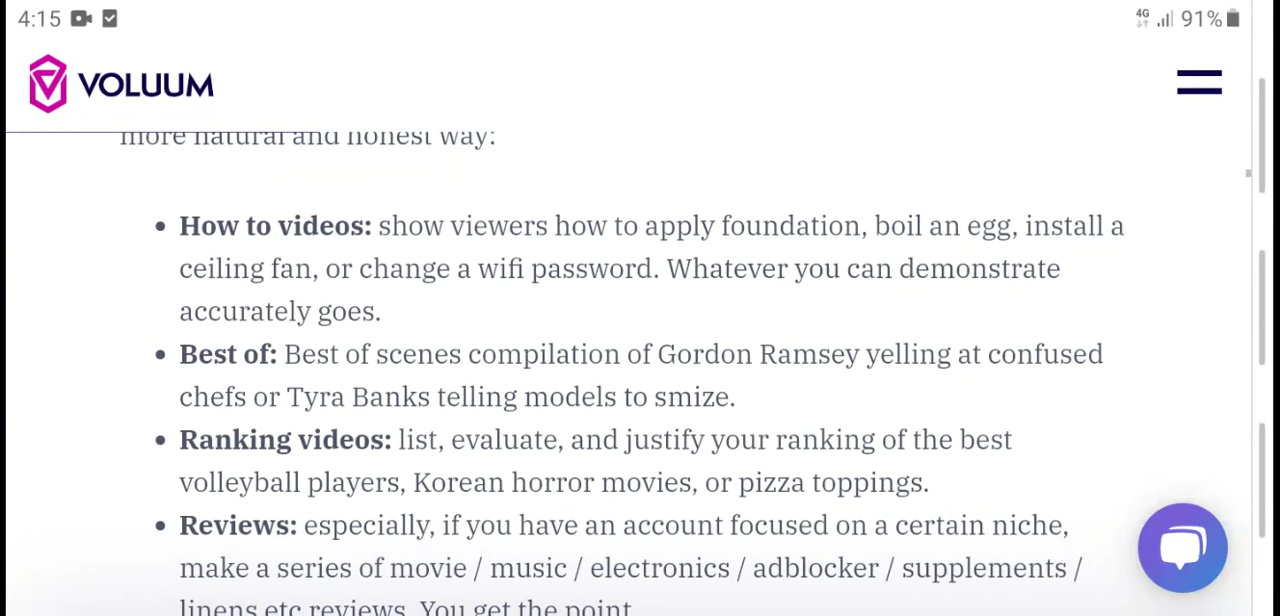 4:15
4G
91%
VOLUUM
more natural and honest way:
• How to videos: show viewers how to apply foundation, boil an egg, install a
ceiling fan, or change a wifi password. Whatever you can demonstrate
accurately goes.
• Best of: Best of scenes compilation of Gordon Ramsey yelling at confused
chefs or Tyra Banks telling models to smize.
• Ranking videos: list, evaluate, and justify your ranking of the best
volleyball players, Korean horror movies, or pizza toppings.
• Reviews: especially, if you have an account focused on a certain niche,
make a series of movie / music / electronics / adblocker / supplements /
linens etc reviews. You get the point